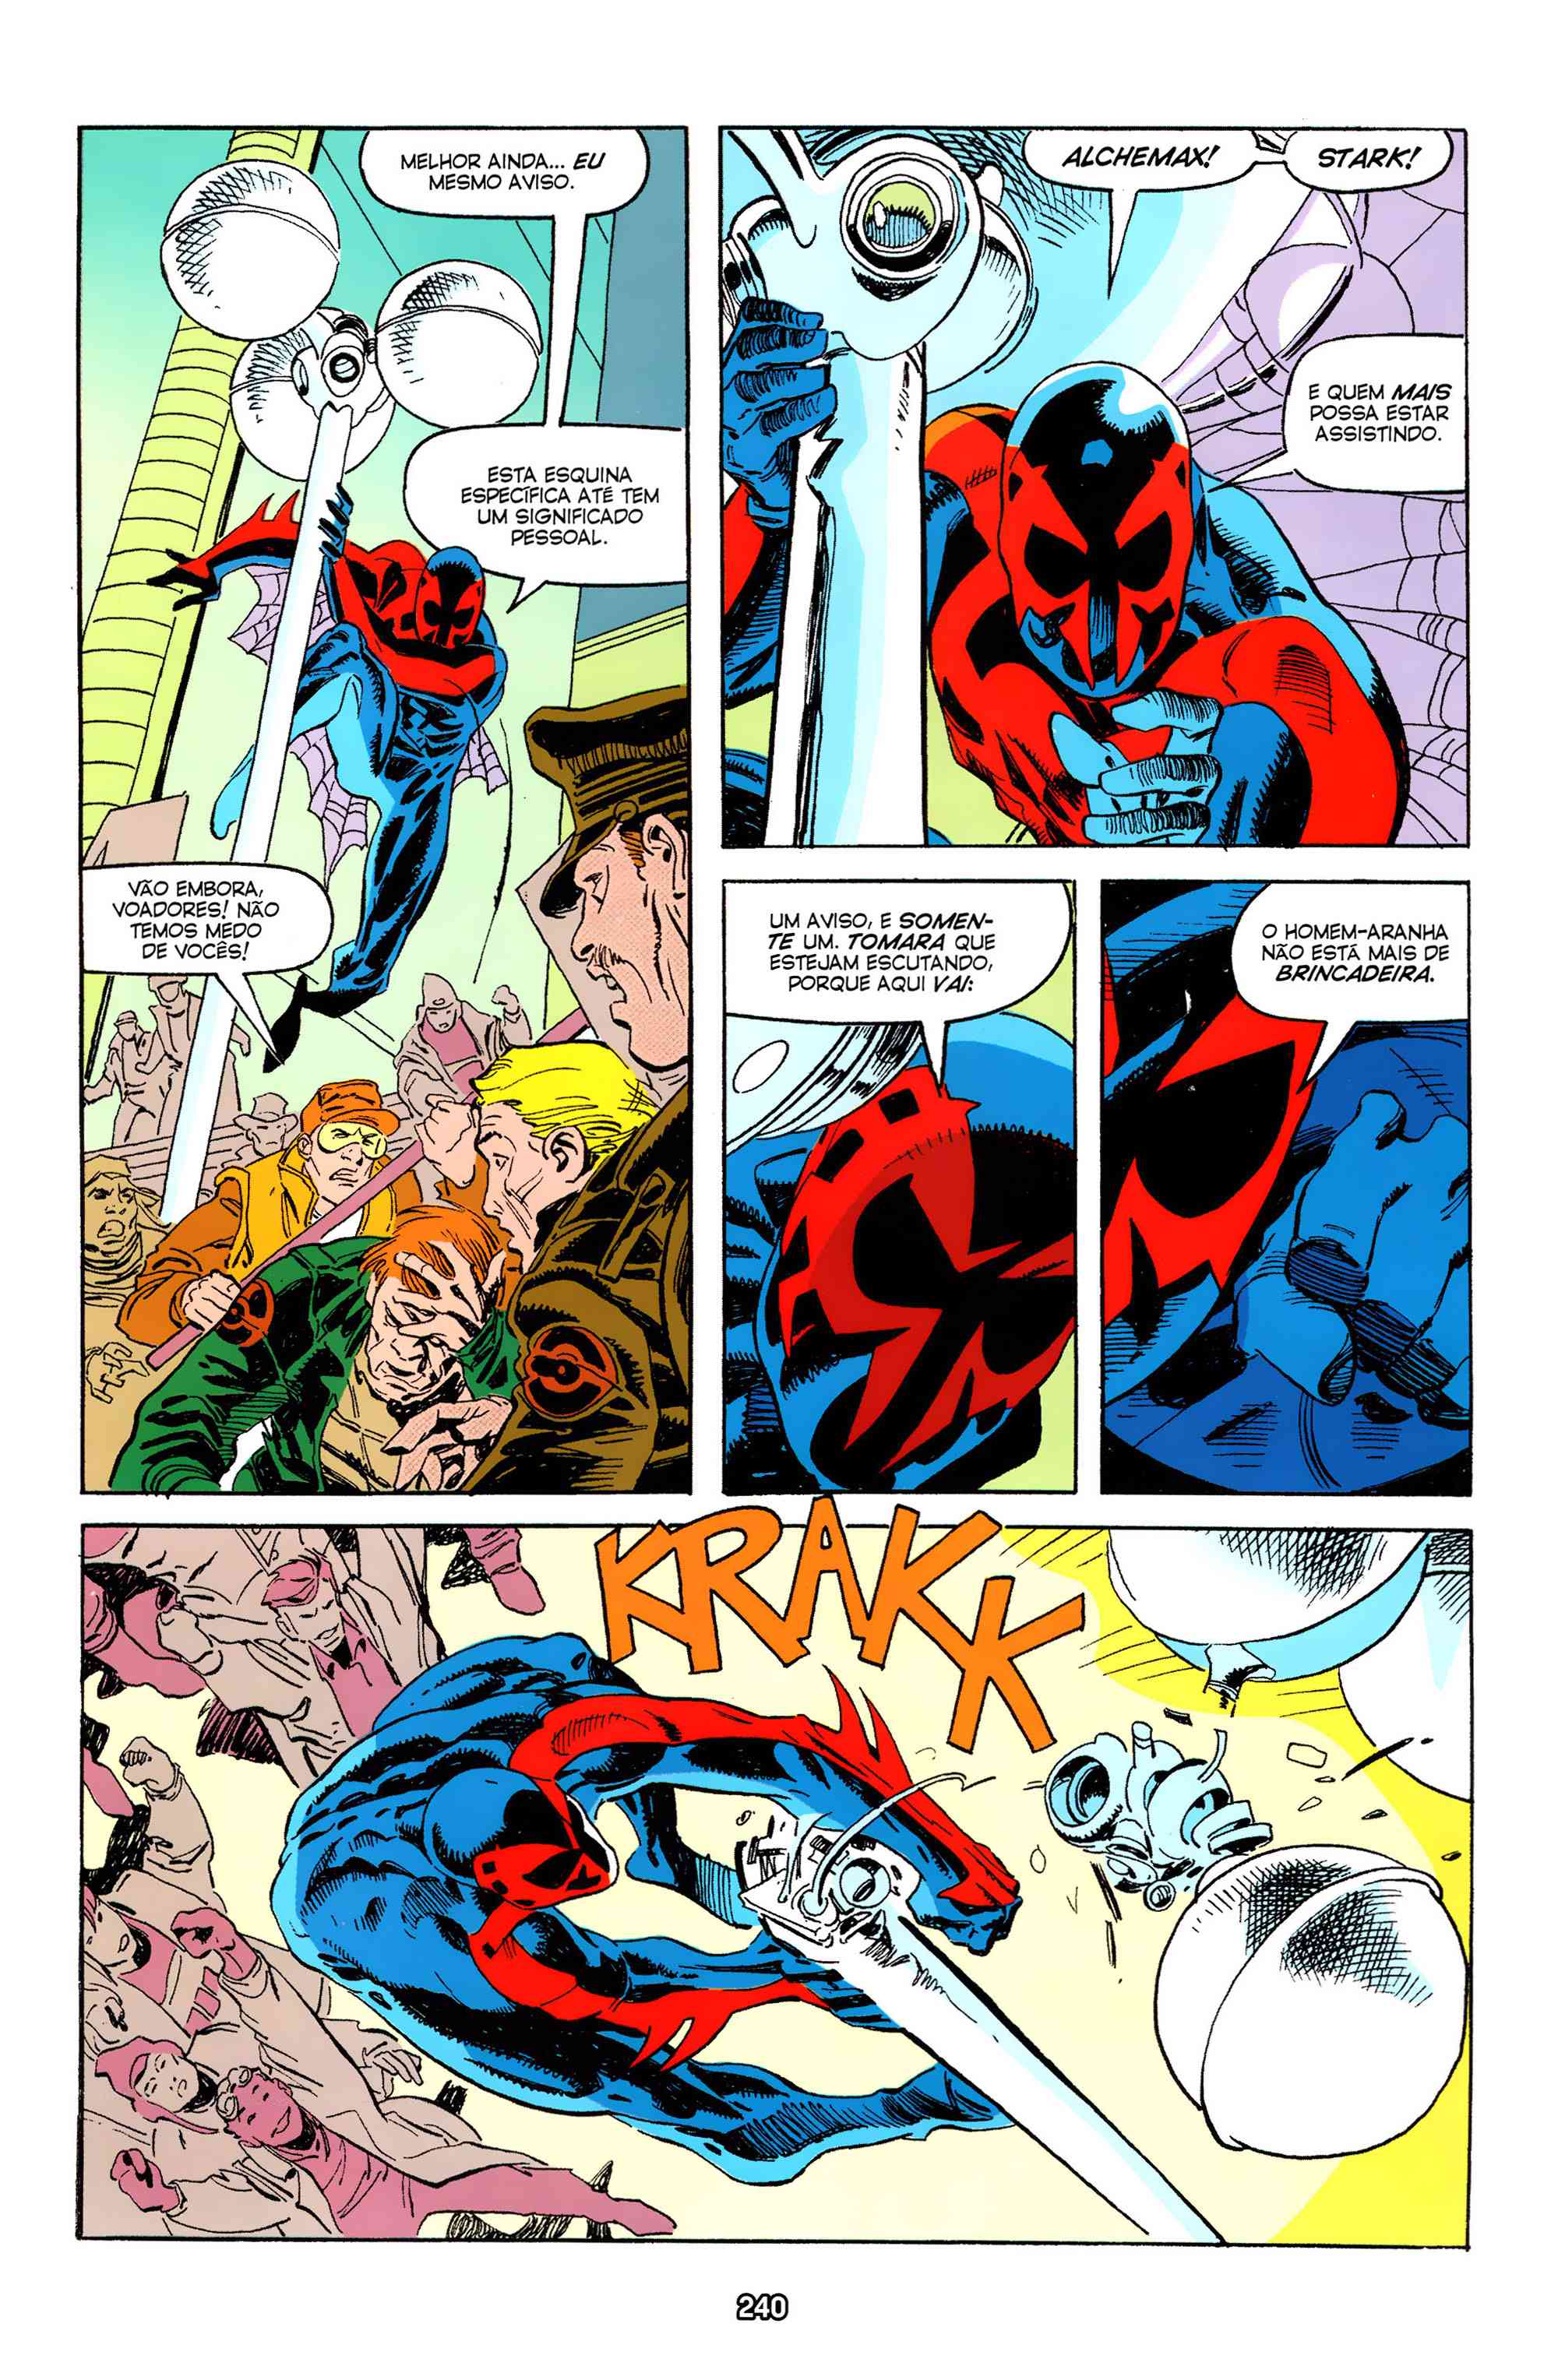 MELHOR AINDA... EU
MESMO AVISO.
ESTA ESQUINA
ESPECÍFICA ATÉ TEM
UM SIGNIFICADO
PESSOAL.
VÃO EMBORA,
VOADORES! NÃO
TEMOS MEDO
DE VOCÊS!
ALCHEMAX!
STARK!
E QUEM MAIS
POSSA ESTAR
ASSISTINDO.
UM AVISO, E SOMEN-
TE UM. TOMARA QUE
ESTEJAM ESCUTANDO,
PORQUE AQUI VAI:
O HOMEM-ARANHA
NÃO ESTÁ MAIS DE
BRINCADEIRA.
KRAKK
240